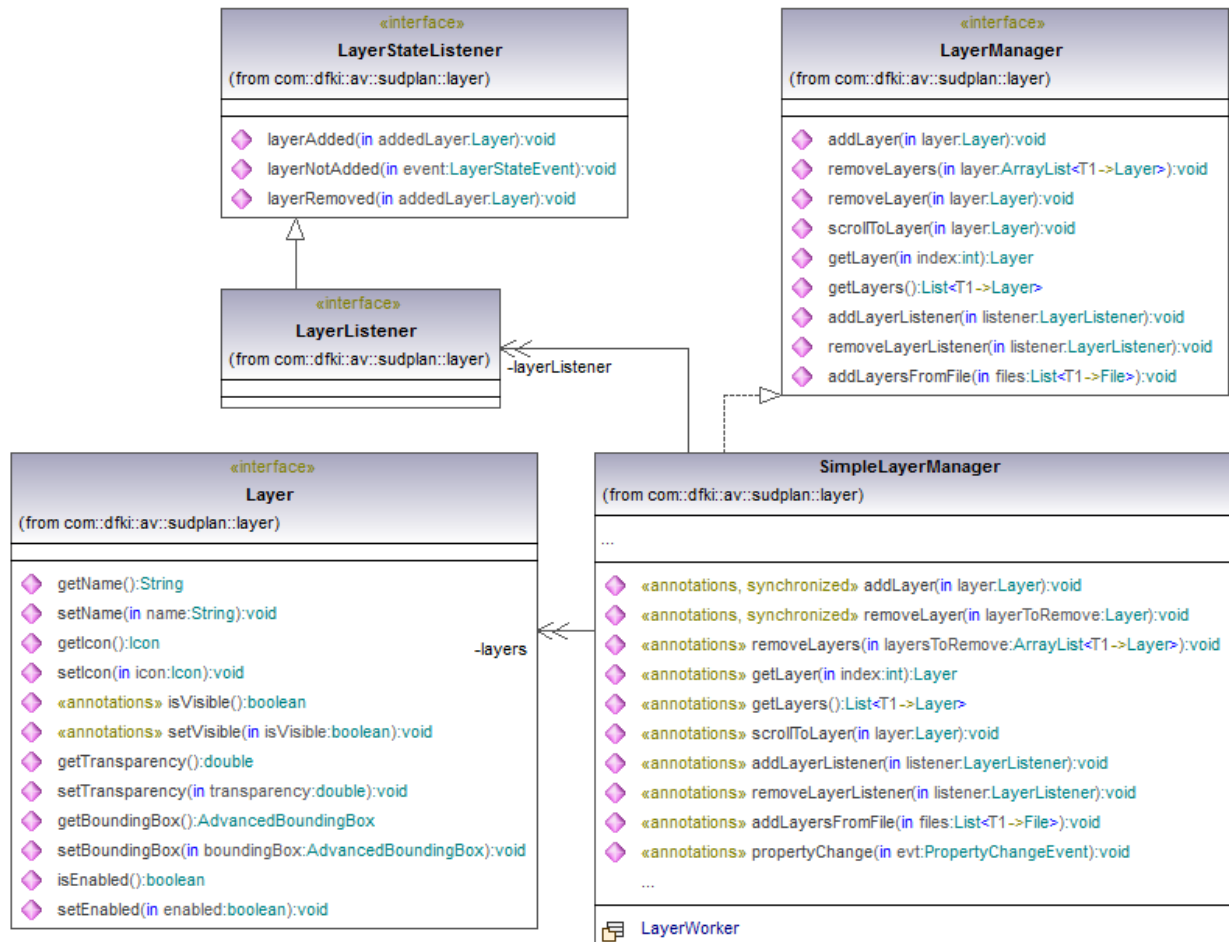 «interface»
LayerStateListener
(from com::dfki::av::sudplan::layer)
layerAdded(in addedLayer:Layer):void
layerNotAdded(in event:LayerStateEvent):void
layerRemoved(in addedLayer:Layer):void
«interface»
LayerManager
(from com::dfki::av::sudplan::layer)
addLayer(in layer:Layer):void
removeLayers(in layer:ArrayList<T1->Layer>):void
removeLayer(in layer:Layer):void
scrollToLayer(in layer:Layer):void
getLayer(in index:int):Layer
getLayers():List<T1->Layer>
addLayerListener(in listener:LayerListener):void
removeLayerListener(in listener:LayerListener):void
addLayersFromFile(in files:List<T1->File>):void
«interface»
LayerListener
(from com::dfki::av::sudplan::layer)
-layerListener
«interface»
Layer
(from com::dfki::av::sudplan::layer)
getName():String
setName(in name:String):void
getIcon():Icon
setIcon(in icon:Icon):void
«annotations» isVisible():boolean
«annotations» setVisible(in isVisible:boolean):void
getTransparency():double
setTransparency(in transparency:double):void
getBoundingBox():AdvancedBoundingBox
setBoundingBox(in boundingBox:AdvancedBoundingBox):void
isEnabled():boolean
setEnabled(in enabled:boolean):void
-layers
SimpleLayerManager
(from com::dfki::av::sudplan::layer)
...
«annotations, synchronized» addLayer(in layer:Layer):void
«annotations, synchronized» removeLayer(in layerToRemove:Layer):void
«annotations» removeLayers(in layersToRemove:ArrayList<T1->Layer>):void
«annotations» getLayer(in index:int):Layer
«annotations» getLayers():List<T1->Layer>
«annotations» scrollToLayer(in layer:Layer):void
«annotations» addLayerListener(in listener:LayerListener):void
«annotations» removeLayerListener(in listener:LayerListener):void
«annotations» addLayersFromFile(in files:List<T1->File>):void
«annotations» propertyChange(in evt:PropertyChangeEvent):void
...
LayerWorker